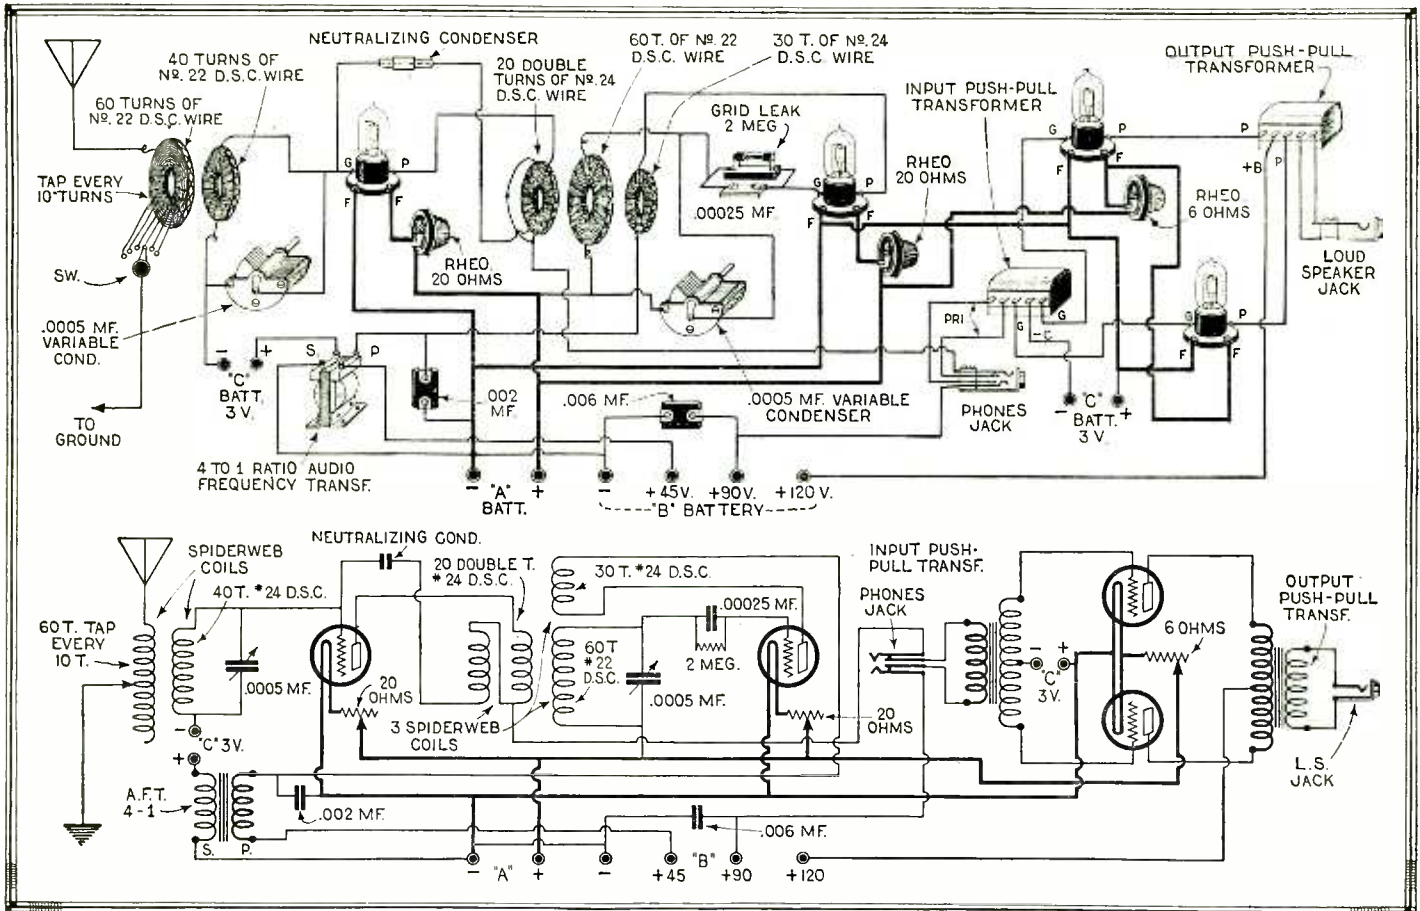 NEUTRALIZING CONDENSER
40 TURNS OF
Nº. 22 D.S.C. WIRE
60 TURNS OF
Nº. 22 D.S.C. WIRE
TAP EVERY
10 TURNS
SW.
.0005 MF.
VARIABLE
COND.
TO
GROUND
20 DOUBLE
TURNS OF Nº. 24
D.S.C. WIRE
60 T. OF Nº. 22
D.S.C. WIRE
30 T. OF Nº. 24
D.S.C. WIRE
GRID LEAK
2 MEG.
.00025 MF.
INPUT PUSH-PULL
TRANSFORMER
OUTPUT PUSH-PULL
TRANSFORMER
G P
F F
RHEO.
20 OHMS
G P
F F
RHEO
20 OHMS
G P
F F
RHEO
6 OHMS
P
+B P
LOUD
SPEAKER
JACK
PRI
G -C G
G P
F F
- +
"C"
BATT.
3 V.
S. P
.002
MF.
.006 MF.
.0005 MF. VARIABLE
CONDENSER
PHONES
JACK
- "C" +
BATT.
3 V.
4 TO 1 RATIO AUDIO
FREQUENCY TRANSF.
- "A" +
BATT.
- +45 V. +90 V. +120 V.
"B" BATTERY
SPIDERWEB
COILS
NEUTRALIZING COND.
40 T. #24 D.S.C.
60 T. TAP
EVERY
10 T.
.0005 MF.
20
OHMS
20 DOUBLE T.
#24 D.S.C.
30 T. #24 D.S.C.
60 T
#22
D.S.C.
3 SPIDERWEB
COILS
.00025 MF.
2 MEG.
.0005 MF.
20
OHMS
INPUT PUSH-
PULL TRANSF.
PHONES
JACK
- +
"C"
3 V.
6 OHMS
OUTPUT
PUSH-PULL
TRANSF.
L.S.
JACK
-
"C" 3 V.
+
A.F.T.
4-1
S. P.
.002 MF.
.006 MF.
- "A" + - +45 "B" +90 +120